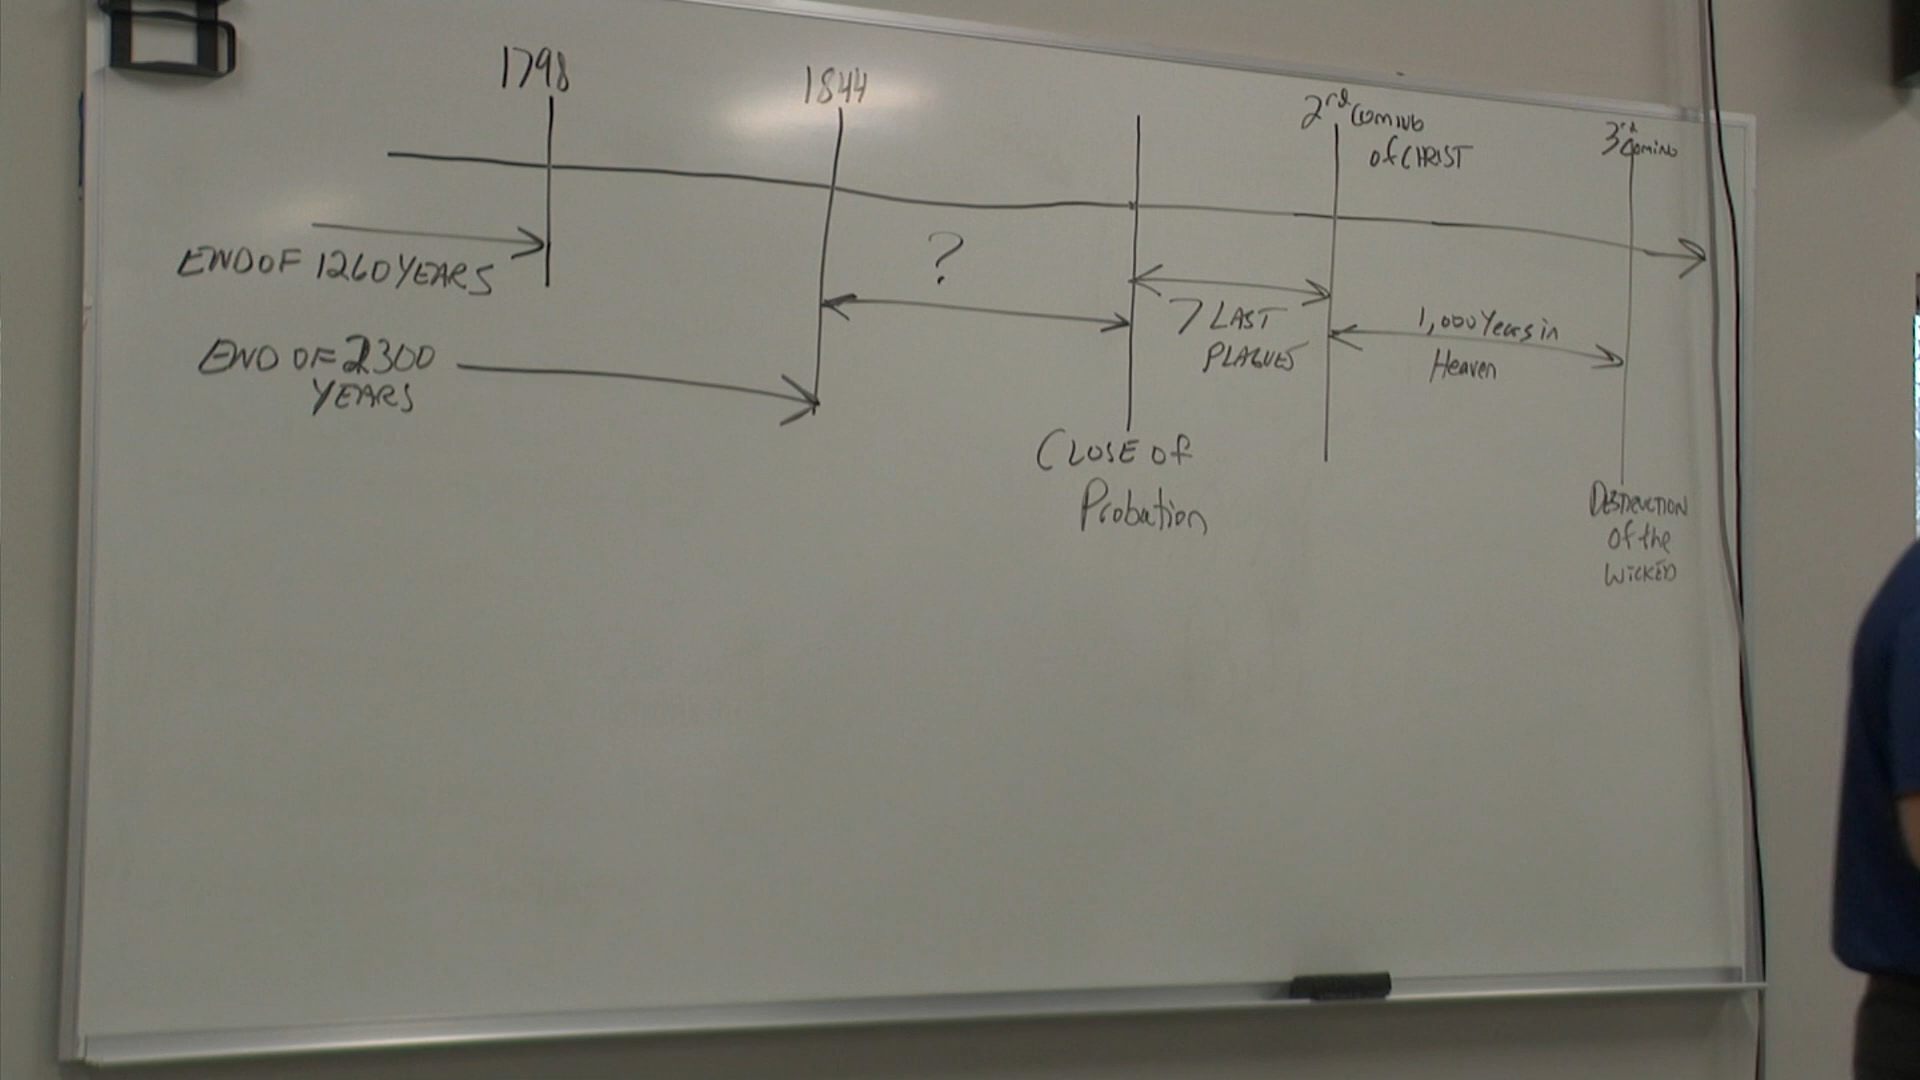 1798
1844
2rd Coming
of CHRIST
3rd Coming
?
END OF 1260 YEARS
7 LAST
PLAGUES
1,000 Years in
Heaven
END OF 2300
YEARS
CLOSE OF
Probation
DESTRUCTION
Of the
WICKED